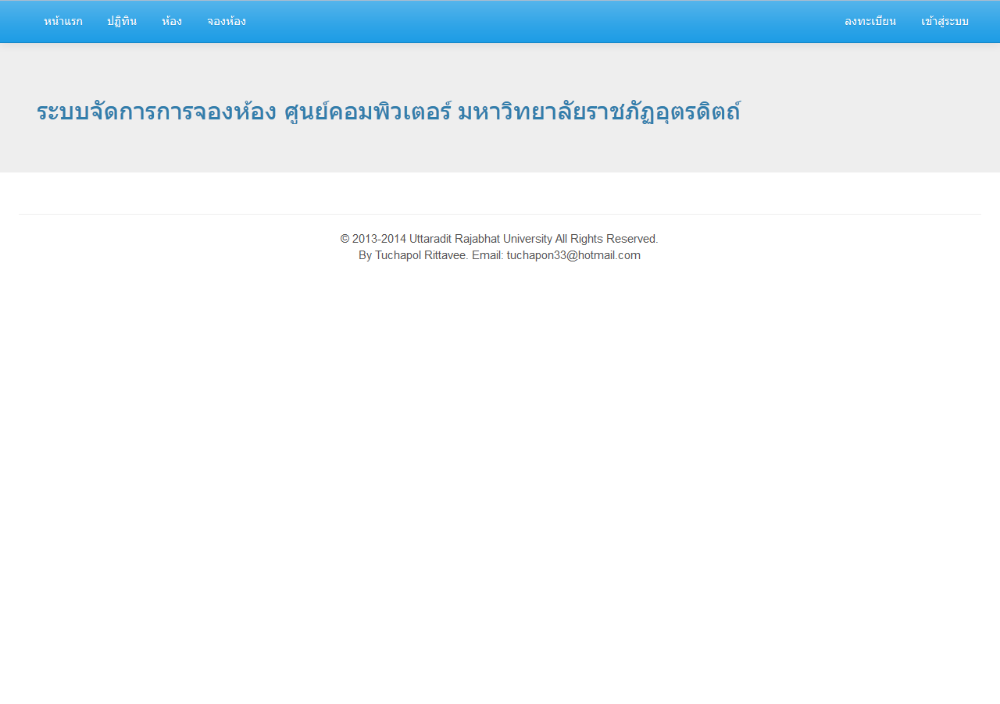 หน้าแรก ปฏิทิน ห้อง จองห้อง ลงทะเบียน เข้าสู่ระบบ
ระบบจัดการการจองห้อง ศูนย์คอมพิวเตอร์ มหาวิทยาลัยราชภัฏอุตรดิตถ์
© 2013-2014 Uttaradit Rajabhat University All Rights Reserved.
By Tuchapol Rittavee. Email: tuchapon33@hotmail.com